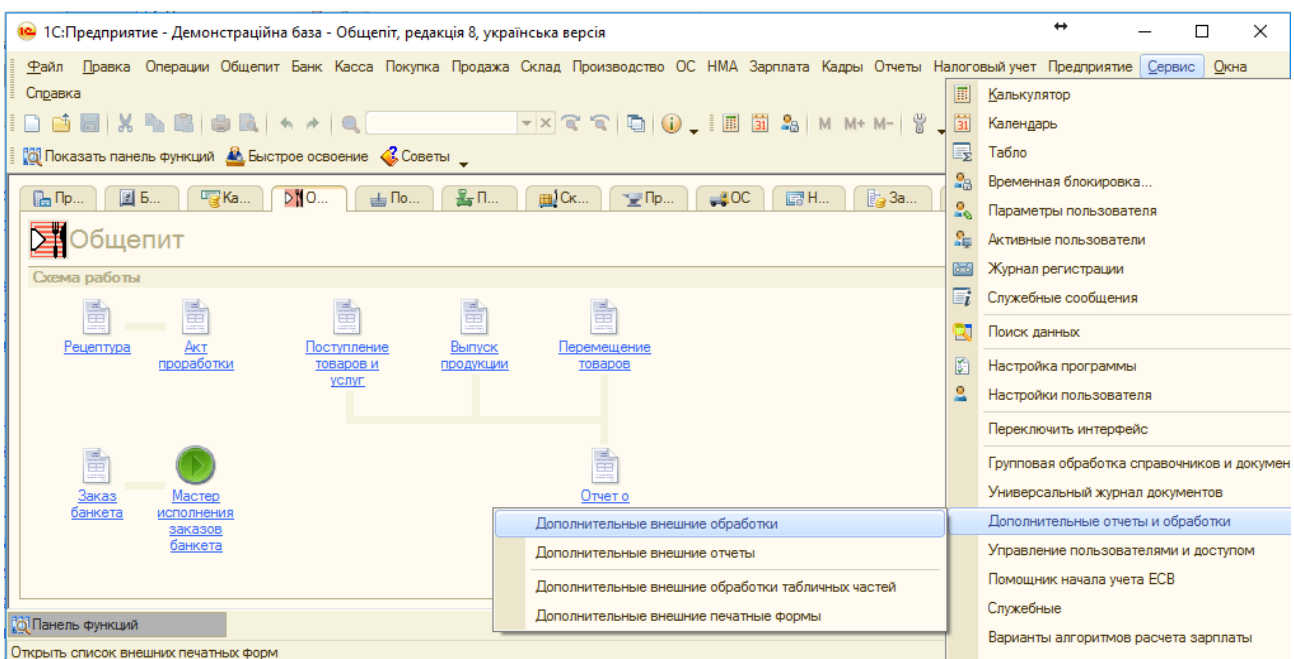 1С:Предприятие - Демонстраційна база - Общепіт, редакція 8, українська версія
Файл Правка Операции Общепит Банк Касса Покупка Продажа Склад Производство ОС НМА Зарплата Кадры Отчеты Налоговый учет Предприятие Сервис Окна
Справка
M M+ M-
Показать панель функций Быстрое освоение Советы
Пр... Б... Ка... О... По... П... Ск... Пр... ОС Н... За...
Общепит
Схема работы
Рецептура
Акт
проработки
Поступление
товаров и
услуг
Выпуск
продукции
Перемещение
товаров
Заказ
банкета
Мастер
исполнения
заказов
банкета
Отчет о
Калькулятор
Календарь
Табло
Временная блокировка...
Параметры пользователя
Активные пользователи
Журнал регистрации
Служебные сообщения
Поиск данных
Настройка программы
Настройки пользователя
Переключить интерфейс
Групповая обработка справочников и докумен
Универсальный журнал документов
Дополнительные отчеты и обработки
Управление пользователями и доступом
Помощник начала учета ЕСВ
Служебные
Варианты алгоритмов расчета зарплаты
Дополнительные внешние обработки
Дополнительные внешние отчеты
Дополнительные внешние обработки табличных частей
Дополнительные внешние печатные формы
Панель функций
Открыть список внешних печатных форм